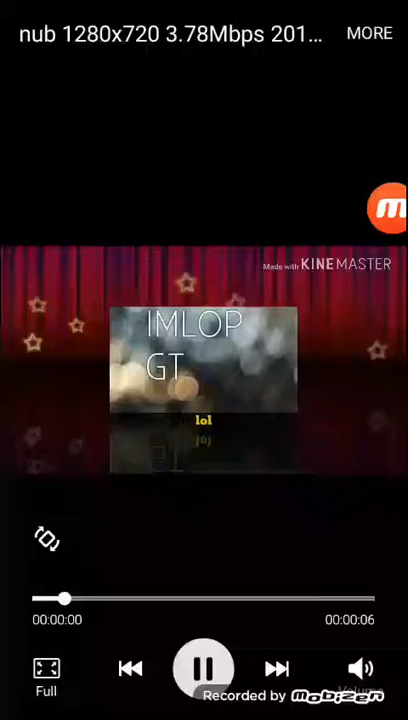 nub 1280x720 3.78Mbps 201...
MORE
Made with KINEMASTER
IMLOP
GT
lol
00:00:00
00:00:06
Full
Volume
Recorded by mobizen